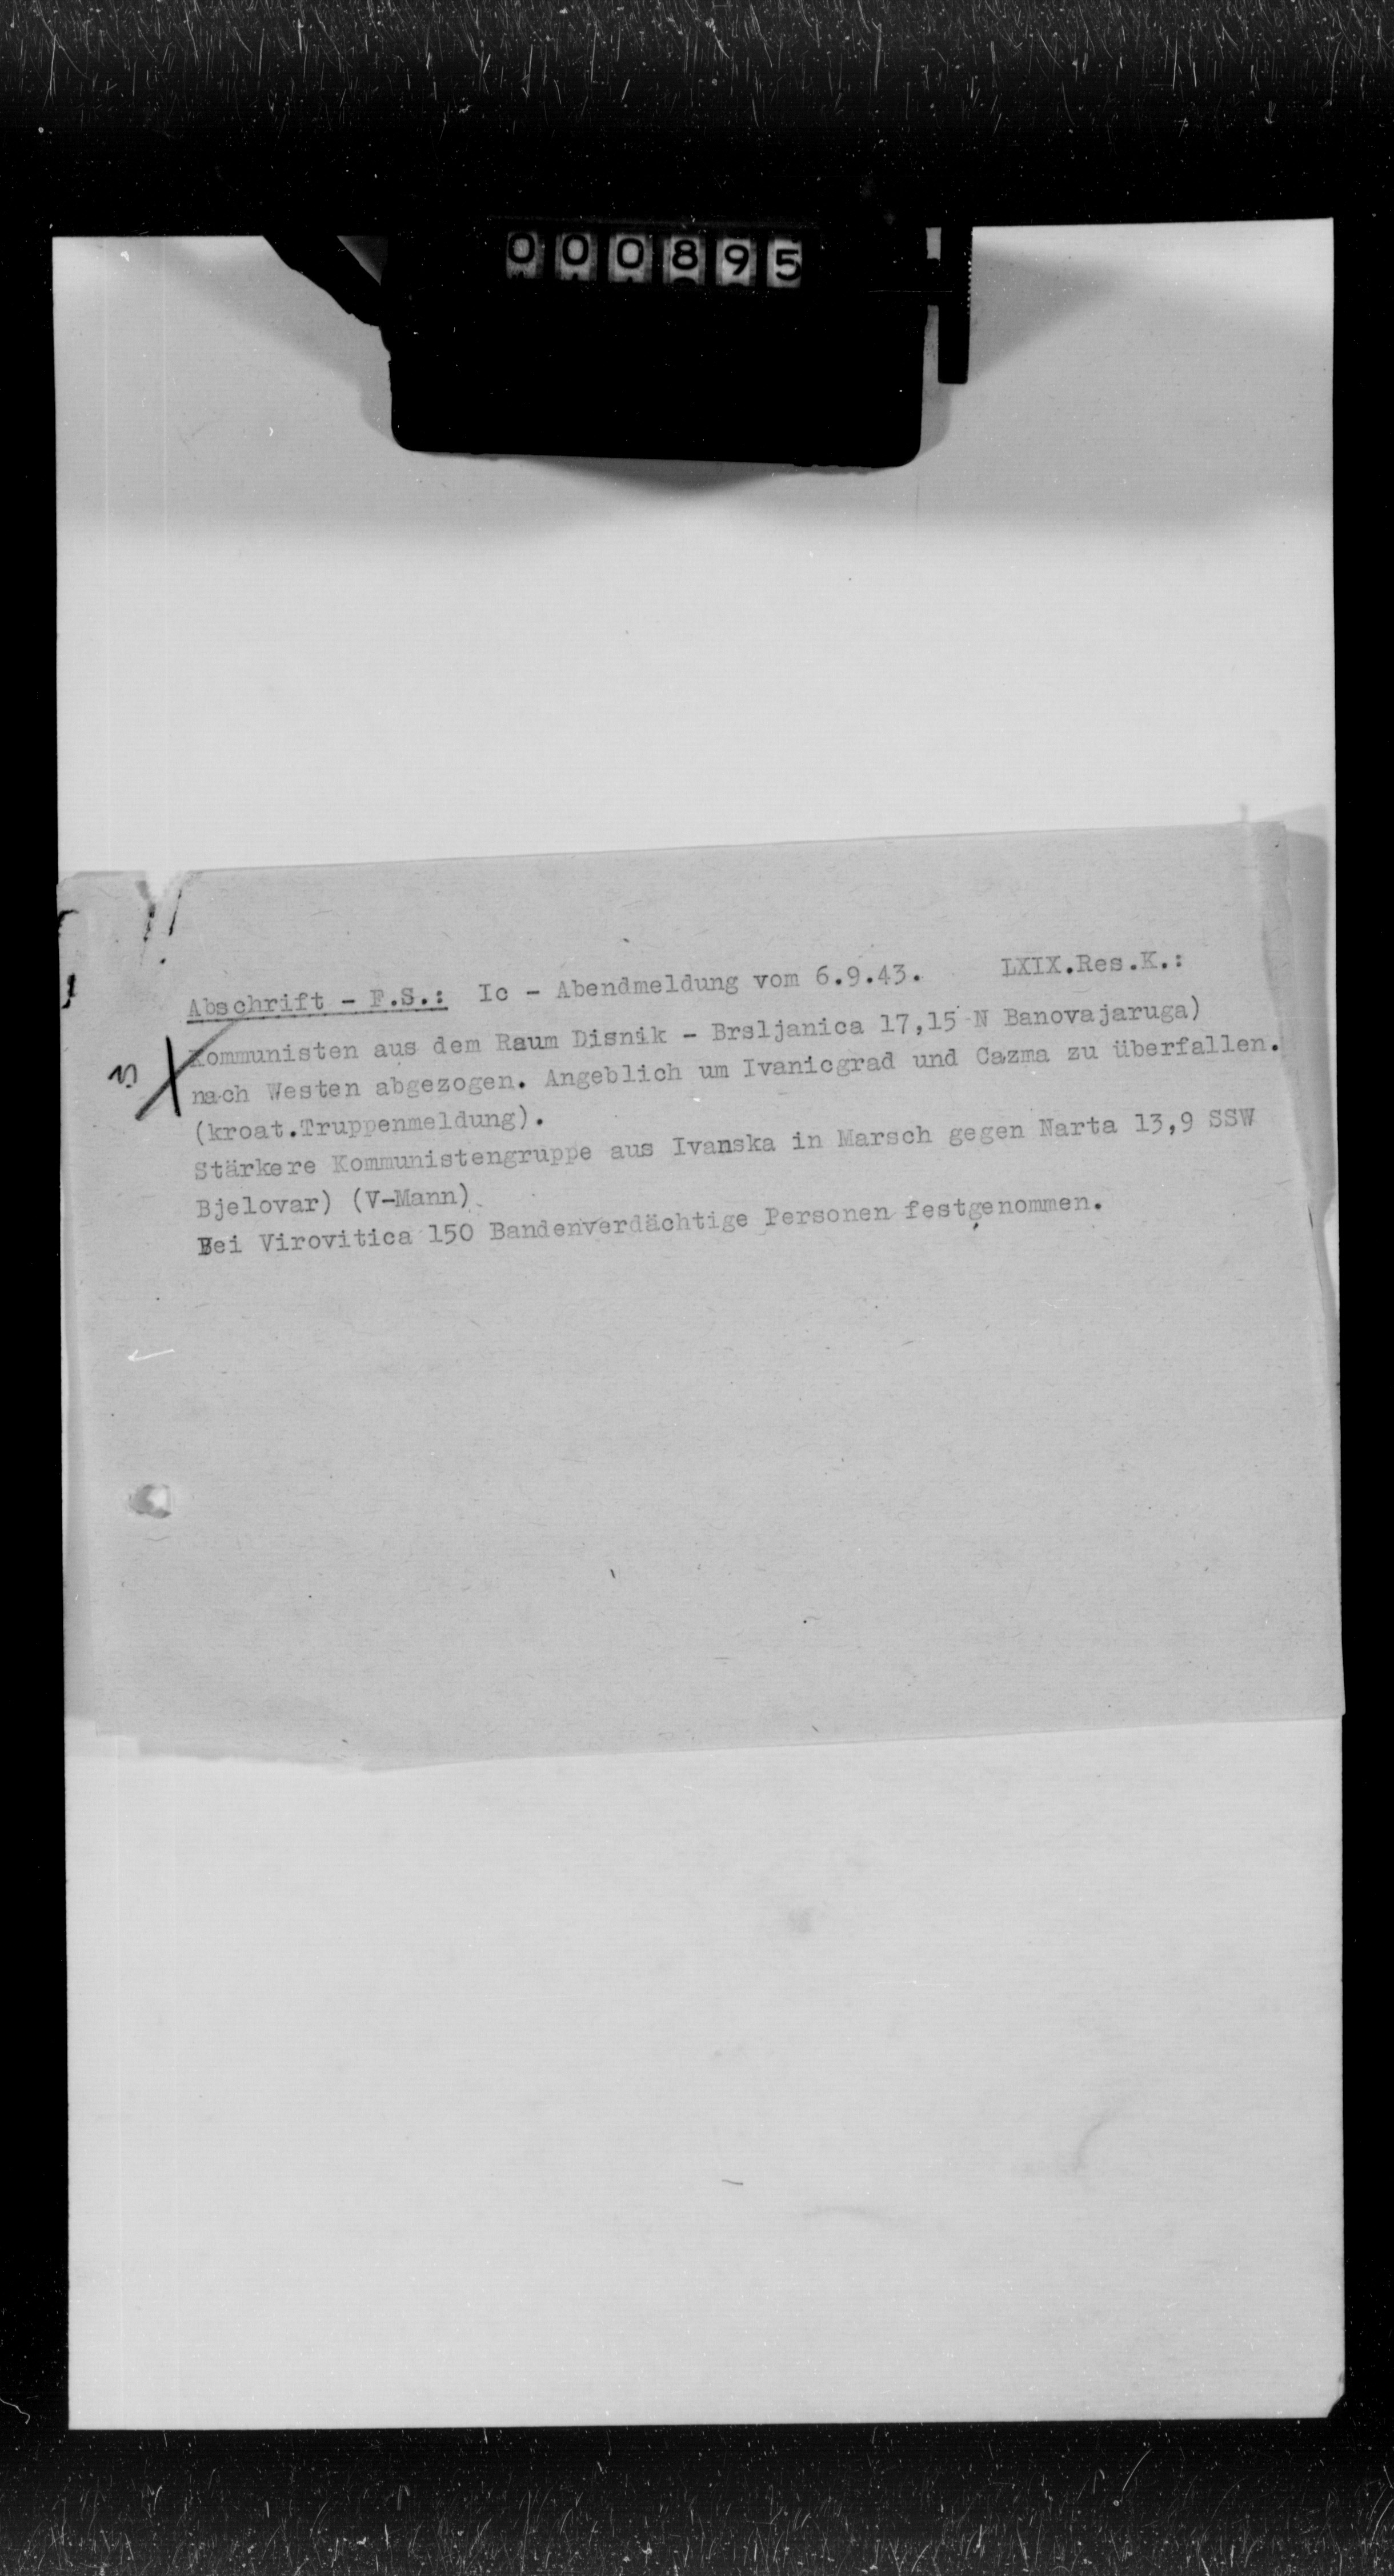 000895
Abschrift - F.S.: Ic - Abendmeldung vom 6.9.43. LXIX.Res.K.:
Kommunisten aus dem Raum Disnik - Brsljanica 17,15 N Banovajaruga)
nach Westen abgezogen. Angeblich um Ivanicgrad und Cazma zu überfallen.
(kroat.Truppenmeldung).
Stärkere Kommunistengruppe aus Ivanska in Marsch gegen Narta 13,9 SSW
Bjelovar) (V-Mann)
Bei Virovitica 150 Bandenverdächtige Personen festgenommen.